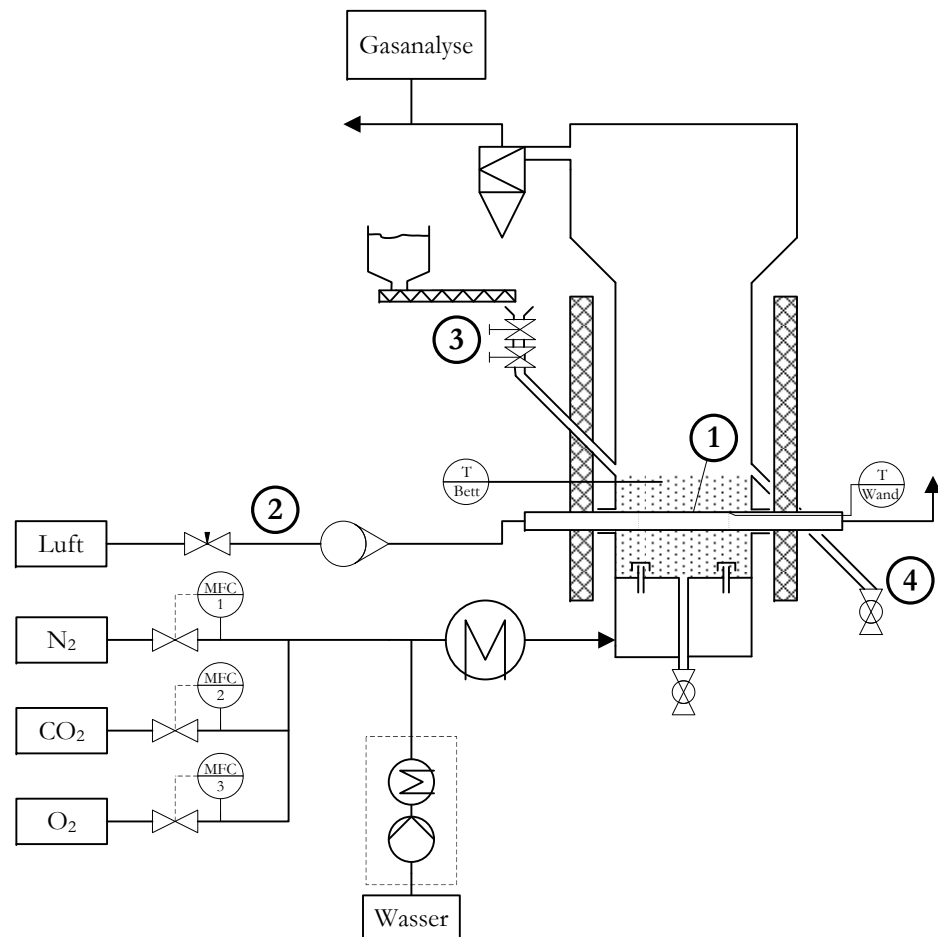 Gasanalyse
3
1
T
Bett
T
Wand
2
Luft
4
MFC
1
N₂
MFC
2
CO₂
MFC
3
O₂
Wasser